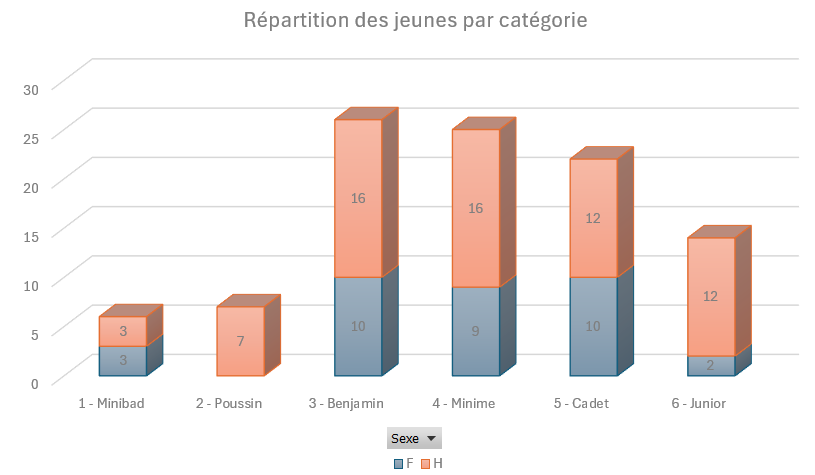 Répartition des jeunes par catégorie
30
25
20
15
10
5
0
3
3
7
16
10
16
9
12
10
12
2
1 - Minibad
2 - Poussin
3 - Benjamin
4 - Minime
5 - Cadet
6 - Junior
Sexe
F H